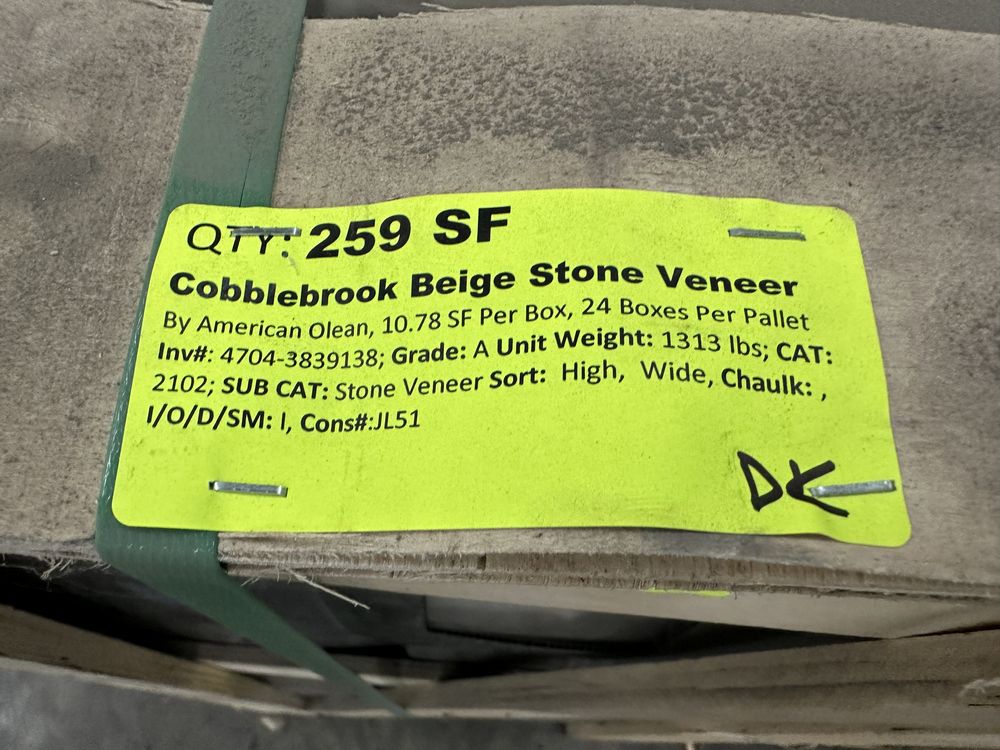 QTY: 259 SF
Cobblebrook Beige Stone Veneer
By American Olean, 10.78 SF Per Box, 24 Boxes Per Pallet
Inv#: 4704-3839138; Grade: A Unit Weight: 1313 lbs; CAT:
2102; SUB CAT: Stone Veneer Sort: High, Wide, Chaulk: ,
I/O/D/SM: I, Cons#:JL51
DK